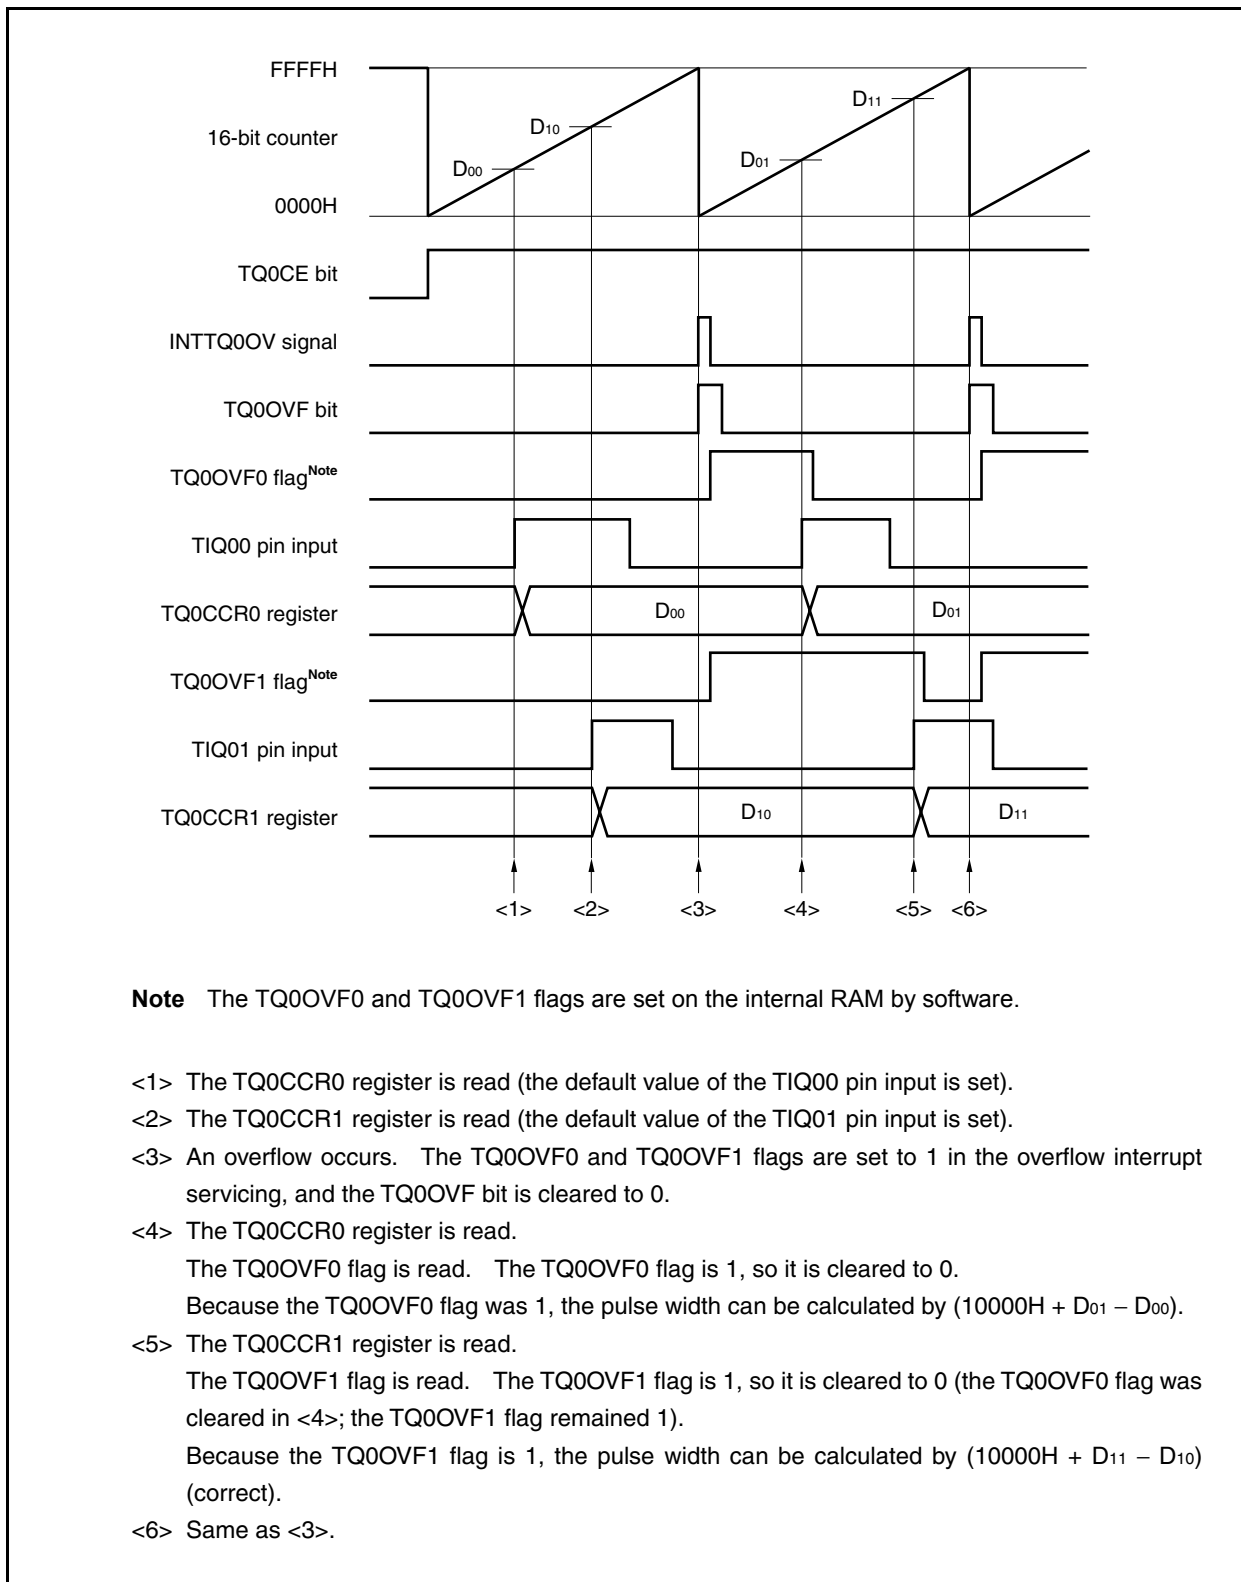 FFFFH
D11
D10
16-bit counter
D00
D01
0000H
TQ0CE bit
INTTQ0OV signal
TQ0OVF bit
TQ0OVF0 flagNote
TIQ00 pin input
TQ0CCR0 register
D00
D01
TQ0OVF1 flagNote
TIQ01 pin input
TQ0CCR1 register
D10
D11
<1> <2> <3> <4> <5> <6>
Note The TQ0OVF0 and TQ0OVF1 flags are set on the internal RAM by software.
<1> The TQ0CCR0 register is read (the default value of the TIQ00 pin input is set).
<2> The TQ0CCR1 register is read (the default value of the TIQ01 pin input is set).
<3> An overflow occurs. The TQ0OVF0 and TQ0OVF1 flags are set to 1 in the overflow interrupt
servicing, and the TQ0OVF bit is cleared to 0.
<4> The TQ0CCR0 register is read.
The TQ0OVF0 flag is read. The TQ0OVF0 flag is 1, so it is cleared to 0.
Because the TQ0OVF0 flag was 1, the pulse width can be calculated by (10000H + D01 − D00).
<5> The TQ0CCR1 register is read.
The TQ0OVF1 flag is read. The TQ0OVF1 flag is 1, so it is cleared to 0 (the TQ0OVF0 flag was
cleared in <4>; the TQ0OVF1 flag remained 1).
Because the TQ0OVF1 flag is 1, the pulse width can be calculated by (10000H + D11 − D10)
(correct).
<6> Same as <3>.